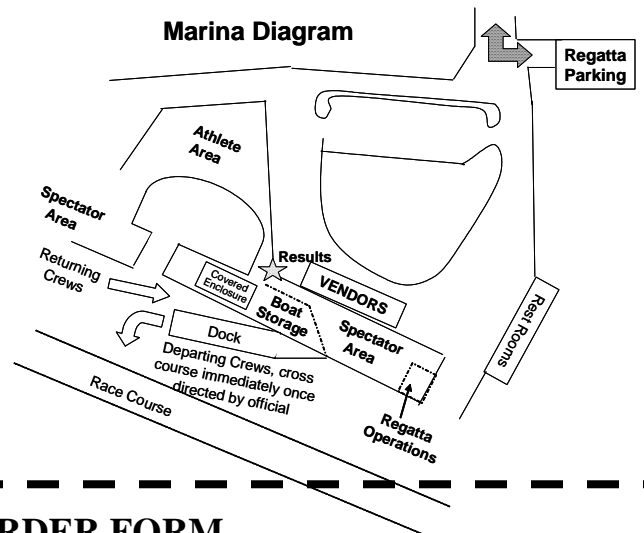 Marina Diagram
Regatta
Parking
Athlete
Area
Spectator
Area
Returning
Crews
Results
Covered
Enclosure
Boat
Storage
VENDORS
Spectator
Area
Rest Rooms
Dock
Departing Crews, cross
course immediately once
directed by official
Race Course
Regatta
Operations
RDER FORM